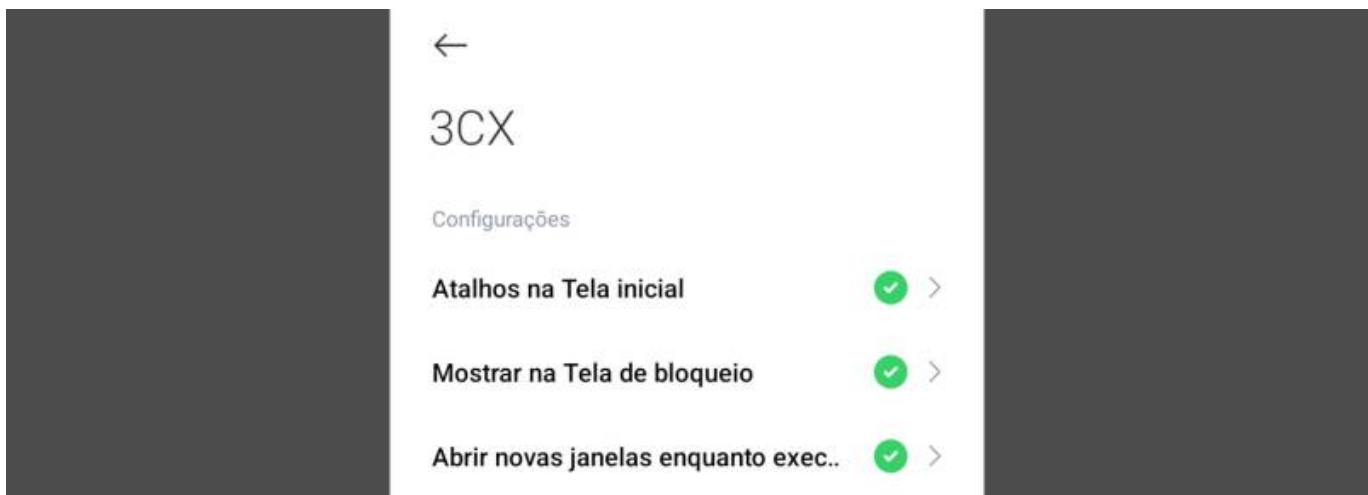 3CX
Configurações
Atalhos na Tela inicial
Mostrar na Tela de bloqueio
Abrir novas janelas enquanto exec..